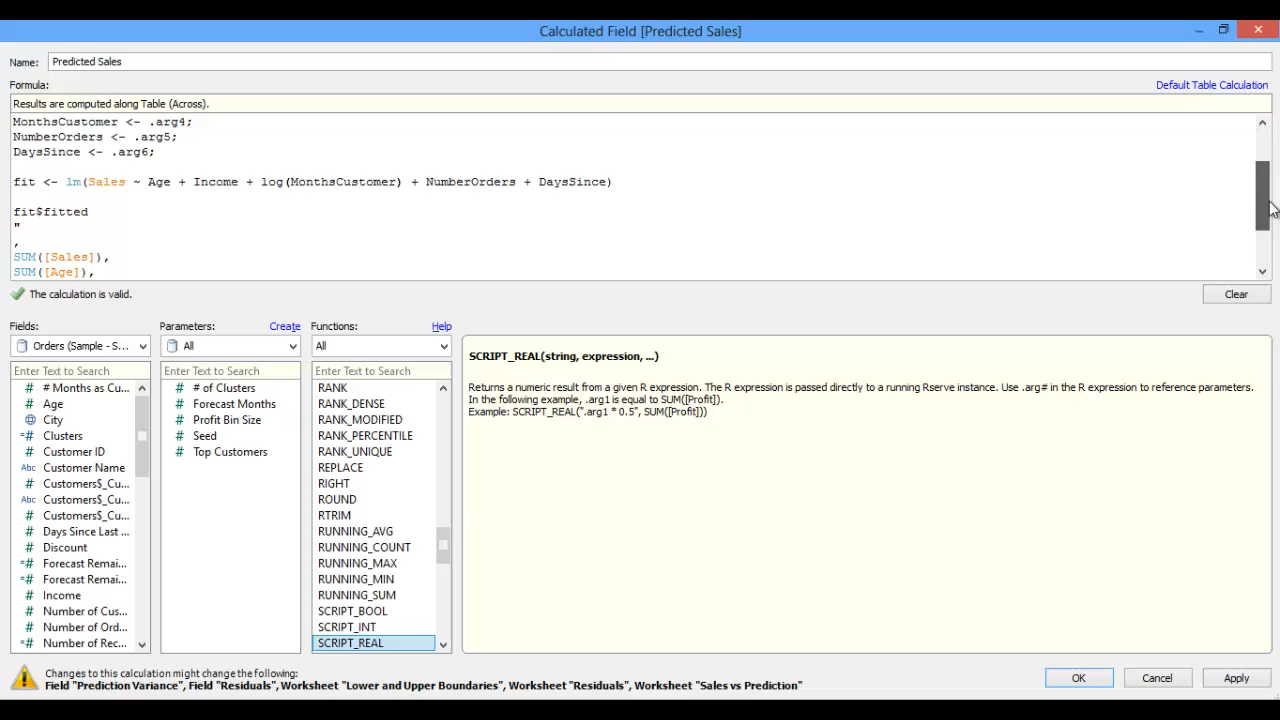 Calculated Field [Predicted Sales]
Name: Predicted Sales
Formula: Default Table Calculation
Results are computed along Table (Across).
MonthsCustomer <- .arg4;
NumberOrders <- .arg5;
DaysSince <- .arg6;
fit <- lm(Sales ~ Age + Income + log(MonthsCustomer) + NumberOrders + DaysSince)
fit$fitted
"
,
SUM([Sales]),
SUM([Age]),
The calculation is valid.
Clear
Fields:
Orders (Sample - S...
Enter Text to Search
# # Months as Cu...
# Age
City
=# Clusters
# Customer ID
Abc Customer Name
# Customers$_Cu...
Abc Customers$_Cu...
# Customers$_Cu...
# Days Since Last ...
# Discount
=# Forecast Remai...
=# Forecast Remai...
# Income
# Number of Cus...
# Number of Ord...
=# Number of Rec...
Parameters: Create
All
Enter Text to Search
# # of Clusters
# Forecast Months
# Profit Bin Size
# Seed
# Top Customers
Functions: Help
All
Enter Text to Search
RANK
RANK_DENSE
RANK_MODIFIED
RANK_PERCENTILE
RANK_UNIQUE
REPLACE
RIGHT
ROUND
RTRIM
RUNNING_AVG
RUNNING_COUNT
RUNNING_MAX
RUNNING_MIN
RUNNING_SUM
SCRIPT_BOOL
SCRIPT_INT
SCRIPT_REAL
SCRIPT_REAL(string, expression, ...)
Returns a numeric result from a given R expression. The R expression is passed directly to a running Rserve instance. Use .arg# in the R expression to reference parameters.
In the following example, .arg1 is equal to SUM([Profit]).
Example: SCRIPT_REAL(".arg1 * 0.5", SUM([Profit]))
Changes to this calculation might change the following:
Field "Prediction Variance", Field "Residuals", Worksheet "Lower and Upper Boundaries", Worksheet "Residuals", Worksheet "Sales vs Prediction"
OK
Cancel
Apply